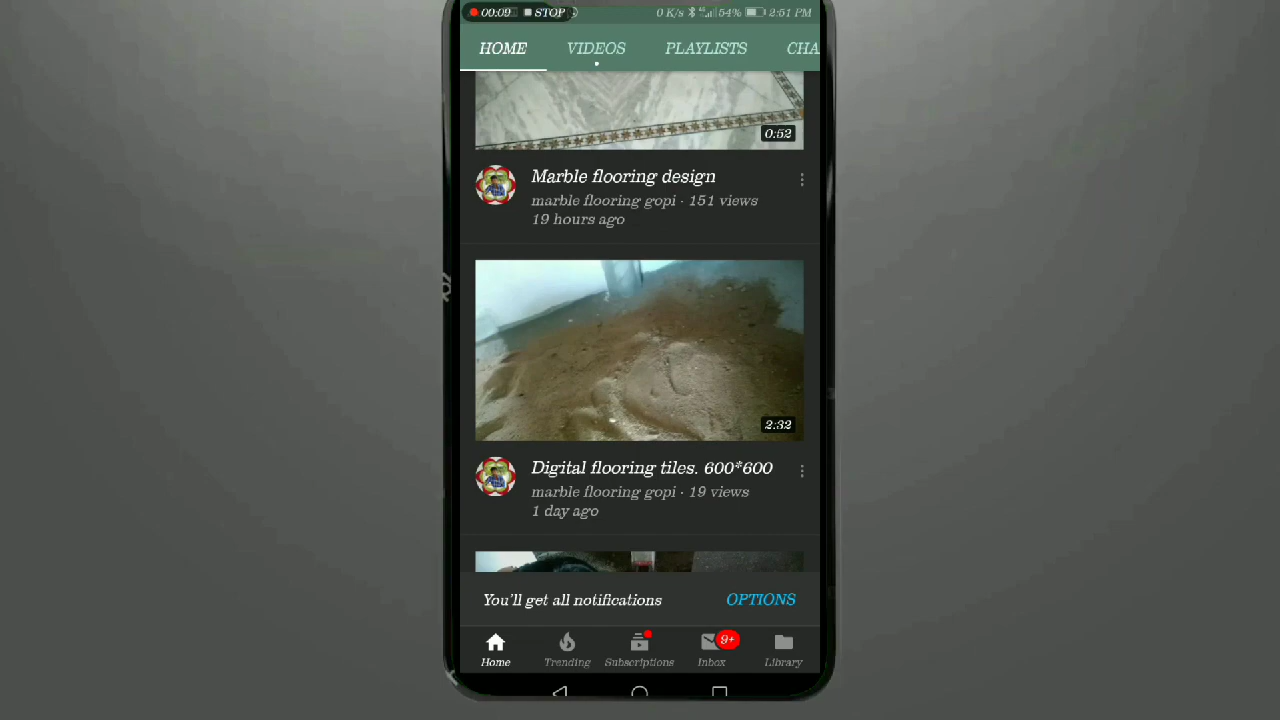 00:09 STOP 0 K/s 54% 2:51 PM
HOME VIDEOS PLAYLISTS CHA
0:52
Marble flooring design
marble flooring gopi · 151 views
19 hours ago
2:32
Digital flooring tiles. 600*600
marble flooring gopi · 19 views
1 day ago
You'll get all notifications OPTIONS
9+
Home Trending Subscriptions Inbox Library